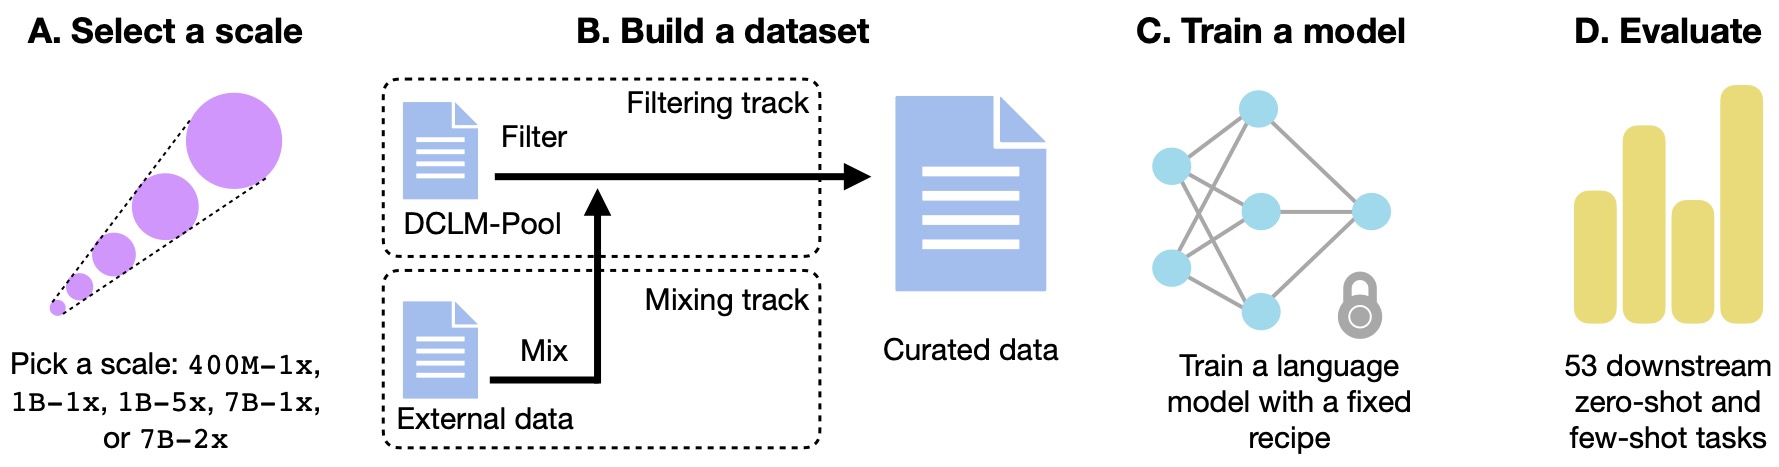 A. Select a scale
Pick a scale: 400M-1x,
1B-1x, 1B-5x, 7B-1x,
or 7B-2x
B. Build a dataset
Filtering track
Filter
DCLM-Pool
Mixing track
Mix
External data
Curated data
C. Train a model
Train a language
model with a fixed
recipe
D. Evaluate
53 downstream
zero-shot and
few-shot tasks